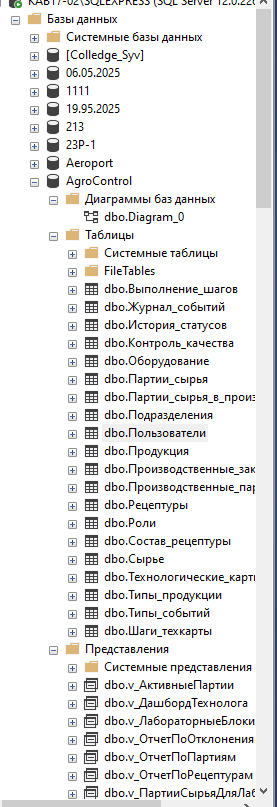 KAB17-02\SQLEXPRESS (SQL Server 12.0.226
Базы данных
Системные базы данных
[Colledge_Syv]
06.05.2025
1111
19.95.2025
213
23P-1
Aeroport
AgroControl
Диаграммы баз данных
dbo.Diagram_0
Таблицы
Системные таблицы
FileTables
dbo.Выполнение_шагов
dbo.Журнал_событий
dbo.История_статусов
dbo.Контроль_качества
dbo.Оборудование
dbo.Партии_сырья
dbo.Партии_сырья_в_произ
dbo.Подразделения
dbo.Пользователи
dbo.Продукция
dbo.Производственные_зак
dbo.Производственные_пар
dbo.Рецептуры
dbo.Роли
dbo.Состав_рецептуры
dbo.Сырье
dbo.Технологические_карты
dbo.Типы_продукции
dbo.Типы_событий
dbo.Шаги_техкарты
Представления
Системные представления
dbo.v_АктивныеПартии
dbo.v_ДашбордТехнолога
dbo.v_ЛабораторныеБлоки
dbo.v_ОтчетПоОтклонения
dbo.v_ОтчетПоПартиям
dbo.v_ОтчетПоРецептурам
dbo.v_ПартииСырьяДляЛаб